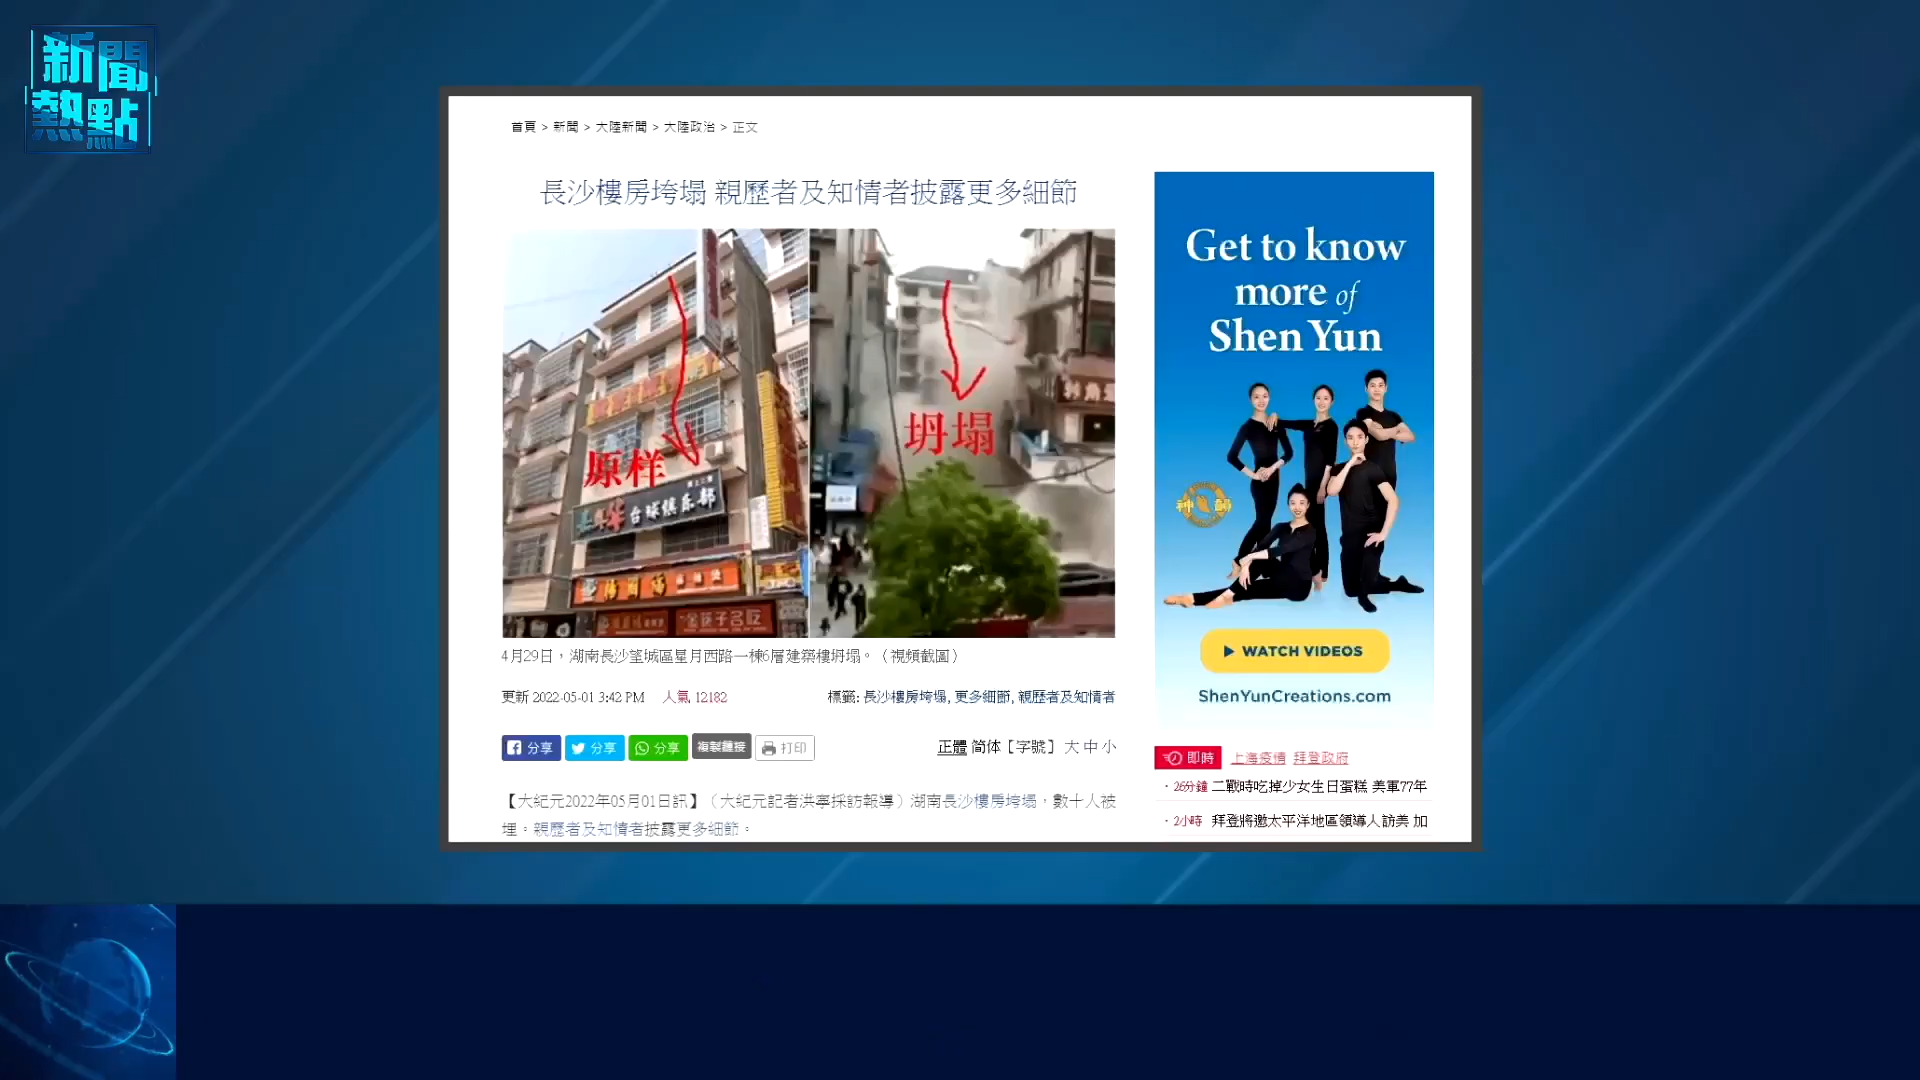 新聞
熱點
首頁 > 新聞 > 大陸新聞 > 大陸政治 > 正文
長沙樓房垮塌 親歷者及知情者披露更多細節
原样
坍塌
台球俱乐部
4月29日，湖南長沙望城區星月西路一棟6層建築樓坍塌。（視頻截圖）
更新 2022-05-01 3:42 PM 人氣 12182
標籤: 長沙樓房垮塌, 更多細節, 親歷者及知情者
分享 分享 分享 複製鏈接 打印
正體 简体【字號】 大 中 小
【大紀元2022年05月01日訊】（大紀元記者洪寧採訪報導）湖南長沙樓房垮塌，數十人被
埋。親歷者及知情者披露更多細節。
Get to know
more of
Shen Yun
神韻
WATCH VIDEOS
ShenYunCreations.com
即時 上海疫情 拜登政府
· 26分鐘 二戰時吃掉少女生日蛋糕 美軍77年
· 2小時 拜登將邀太平洋地區領導人訪美 加